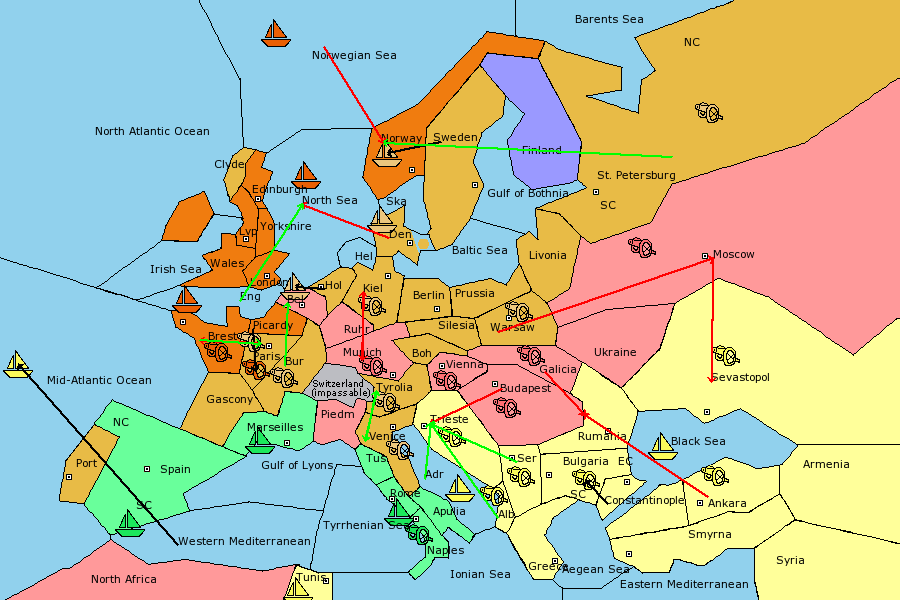 Barents Sea
NC
Norwegian Sea
North Atlantic Ocean
Norway
Sweden
Finland
Clyde
St. Petersburg
Edinburgh
Gulf of Bothnia
North Sea
Ska
SC
Yorkshire
Lvp
Den
Baltic Sea
Moscow
Hel
Livonia
Wales
Irish Sea
London
Eng
Hol
Kiel
Berlin
Prussia
Bel
Picardy
Silesia
Warsaw
Brest
Ruhr
Paris
Munich
Boh
Ukraine
Bur
Vienna
Galicia
Mid-Atlantic Ocean
Switzerland
(impassable)
Tyrolia
Budapest
Sevastopol
Gascony
Piedm
NC
Marseilles
Trieste
Venice
Rumania
Black Sea
Port
Spain
Gulf of Lyons
Tus
Ser
Bulgaria
EC
Armenia
Adr
SC
Rome
Constantinople
Ankara
SC
Apulia
Alb
Tyrrhenian Sea
Western Mediterranean
Smyrna
Naples
Syria
North Africa
Tunis
Ionian Sea
Greece
Aegean Sea
Eastern Mediterranean